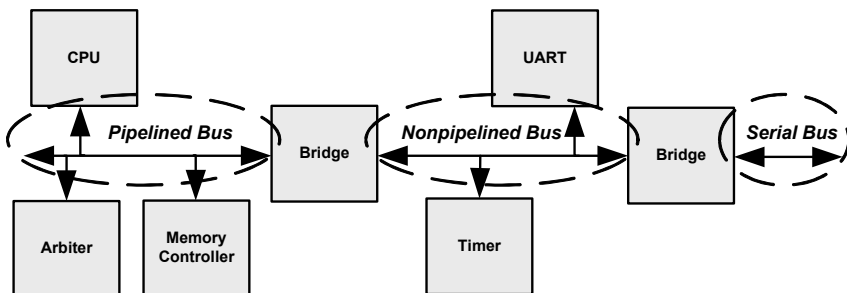 CPU
UART
Pipelined Bus
Bridge
Nonpipelined Bus
Bridge
Serial Bus
Arbiter
Memory
Controller
Timer